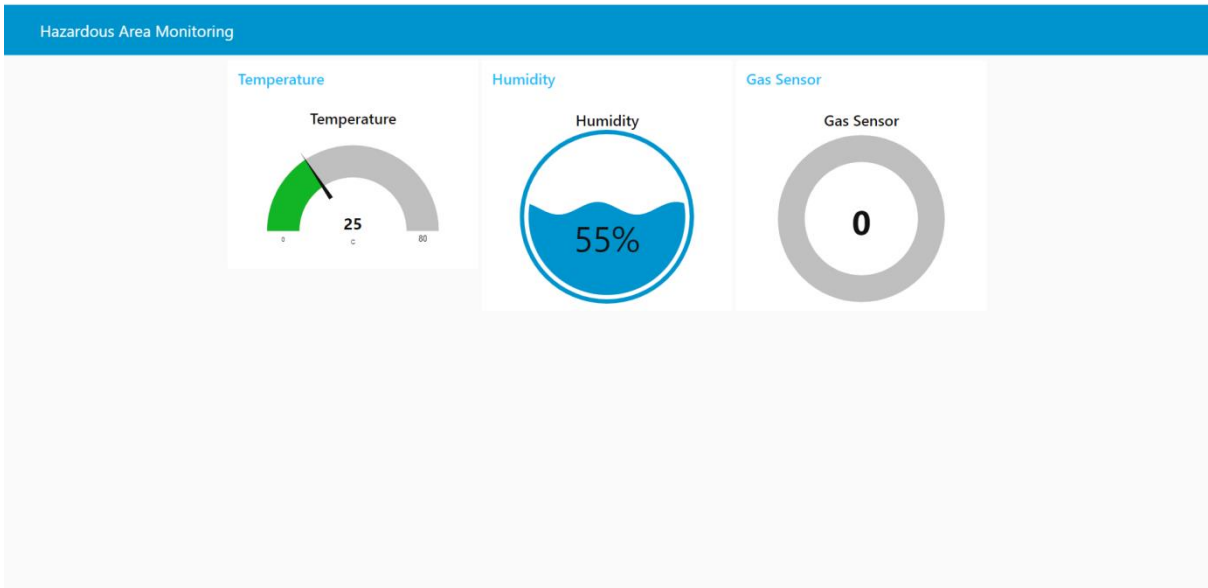 Hazardous Area Monitoring
Temperature
Temperature
25
0
C
80
Humidity
Humidity
55%
Gas Sensor
Gas Sensor
0